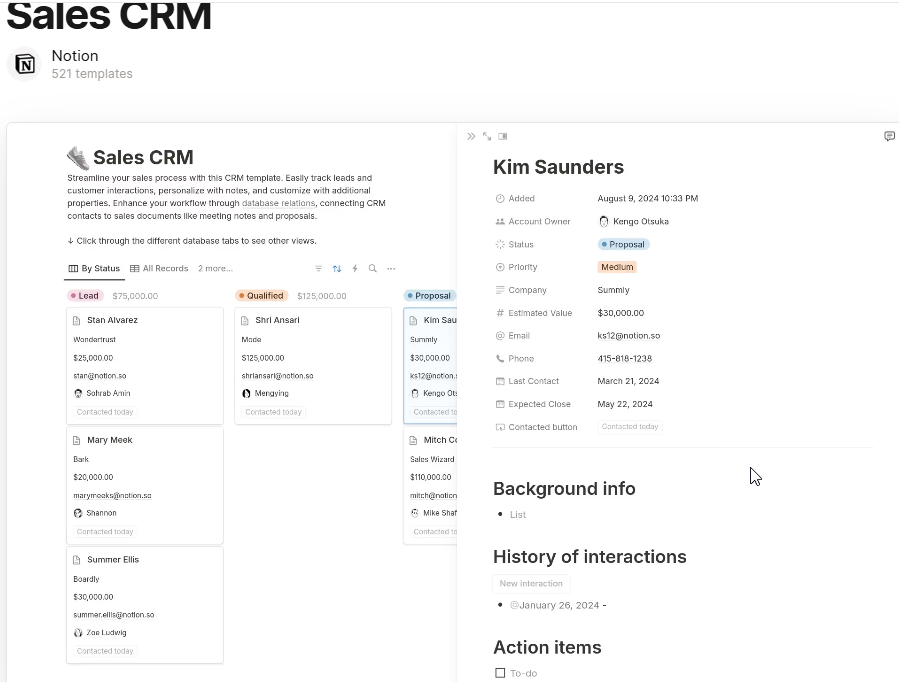 Sales CRM
Notion
521 templates
Sales CRM
Streamline your sales process with this CRM template. Easily track leads and
customer interactions, personalize with notes, and customize with additional
properties. Enhance your workflow through database relations, connecting CRM
contacts to sales documents like meeting notes and proposals.
↓ Click through the different database tabs to see other views.
By Status All Records 2 more...
Lead $75,000.00
Stan Alvarez
Wondertrust
$25,000.00
stan@notion.so
Sohrab Amin
Contacted today
Mary Meek
Bark
$20,000.00
marymeeks@notion.so
Shannon
Contacted today
Summer Ellis
Boardly
$30,000.00
summer.ellis@notion.so
Zoe Ludwig
Contacted today
Qualified $125,000.00
Shri Ansari
Mode
$125,000.00
shriansari@notion.so
Mengying
Contacted today
Proposal
Kim Sau
Summly
$30,000.00
ks12@notion.s
Kengo Ots
Contacted to
Mitch Co
Sales Wizard
$110,000.00
mitch@notion
Mike Shaf
Contacted to
Kim Saunders
Added August 9, 2024 10:33 PM
Account Owner Kengo Otsuka
Status Proposal
Priority Medium
Company Summly
Estimated Value $30,000.00
Email ks12@notion.so
Phone 415-818-1238
Last Contact March 21, 2024
Expected Close May 22, 2024
Contacted button Contacted today
Background info
• List
History of interactions
New interaction
• @January 26, 2024 -
Action items
To-do